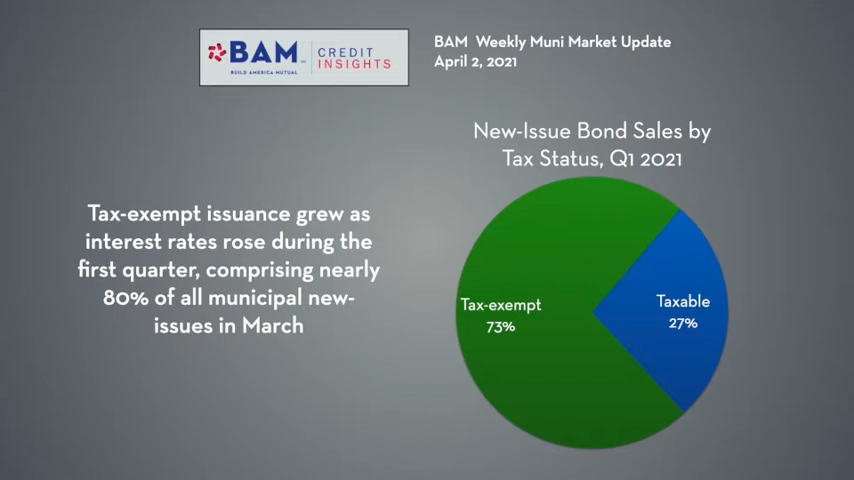 BAM
BUILD AMERICA MUTUAL
CREDIT
INSIGHTS
BAM Weekly Muni Market Update
April 2, 2021
New-Issue Bond Sales by
Tax Status, Q1 2021
Tax-exempt issuance grew as
interest rates rose during the
first quarter, comprising nearly
80% of all municipal new-
issues in March
Tax-exempt
73%
Taxable
27%